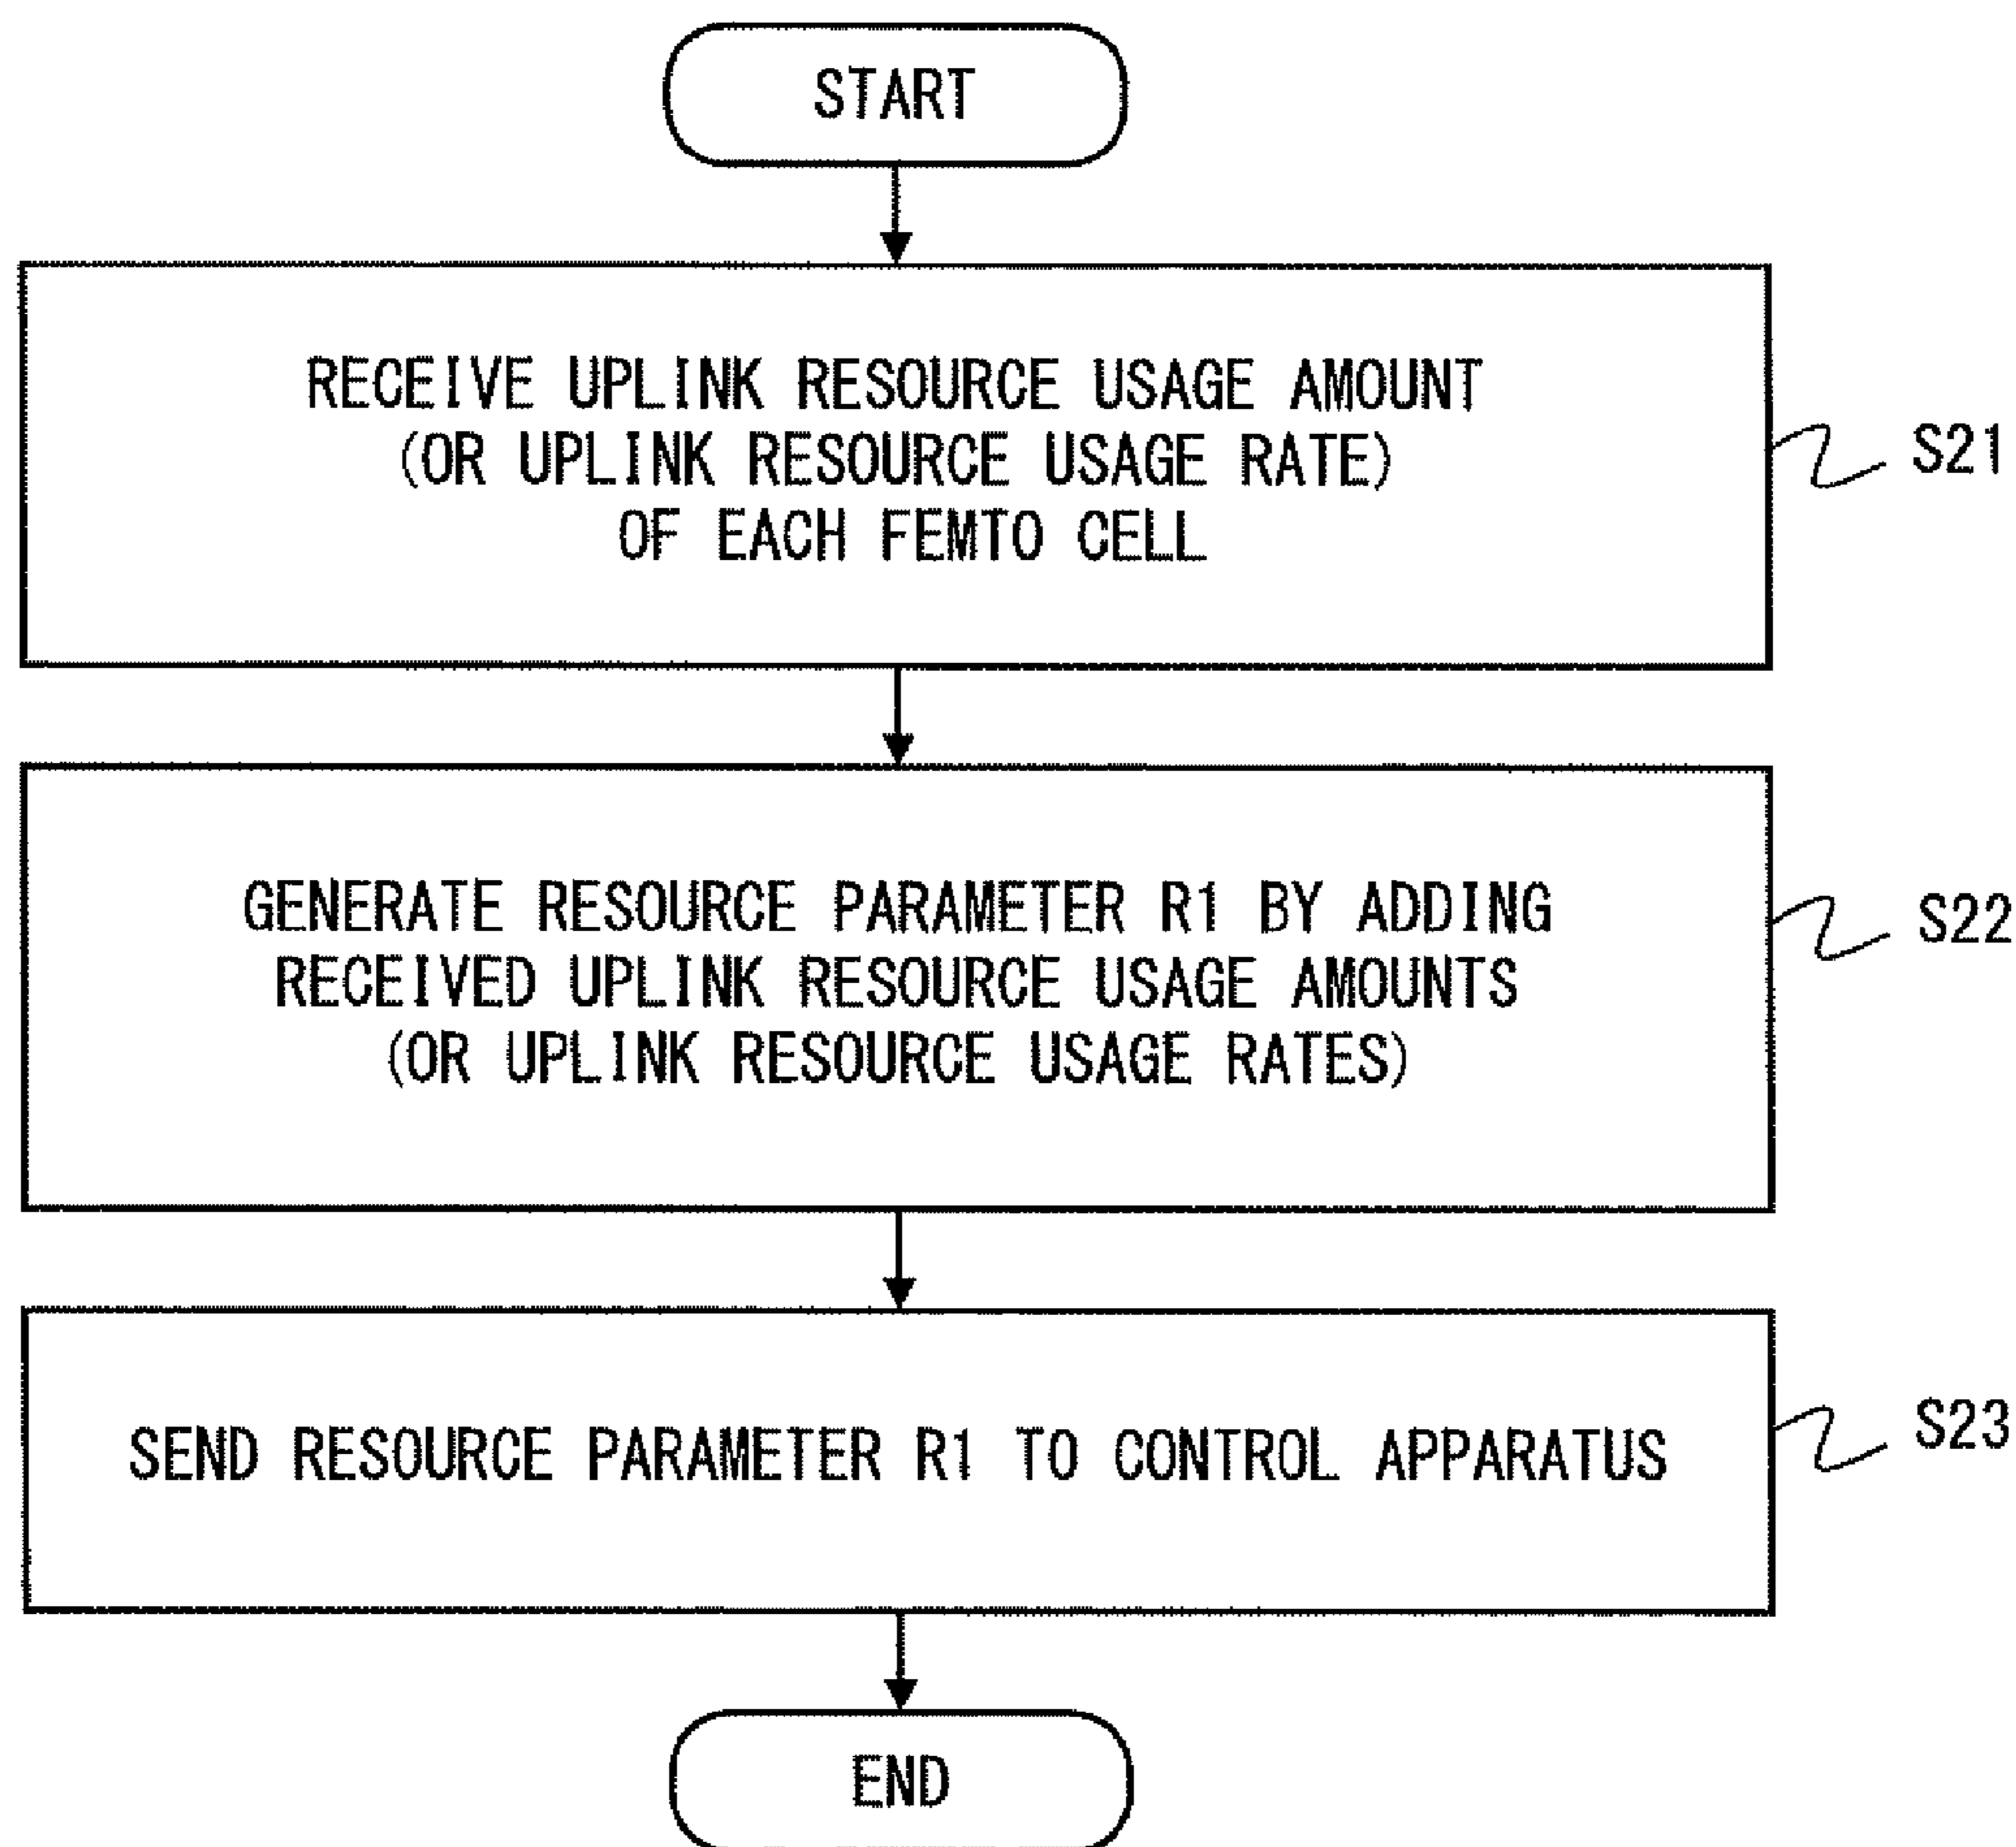 START
RECEIVE UPLINK RESOURCE USAGE AMOUNT
(OR UPLINK RESOURCE USAGE RATE)
OF EACH FEMTO CELL
S21
GENERATE RESOURCE PARAMETER R1 BY ADDING
RECEIVED UPLINK RESOURCE USAGE AMOUNTS
(OR UPLINK RESOURCE USAGE RATES)
S22
SEND RESOURCE PARAMETER R1 TO CONTROL APPARATUS
S23
END